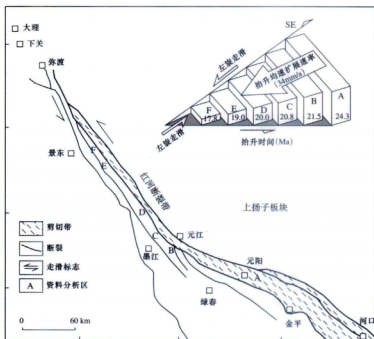 大理
下关
弥渡
景东
SE
左旋走滑
抬升均速扩展速率
(34mm/a)
F E D C B A
17.8 19.0 20.0 20.8 21.5 24.3
左旋走滑
抬升时间(Ma)
红河断裂带
上扬子板块
F
E
D
C
B
A
元江
墨江
元阳
绿春
金平
河口
剪切带
断裂
走滑标志
A 资料分析区
0 60 km